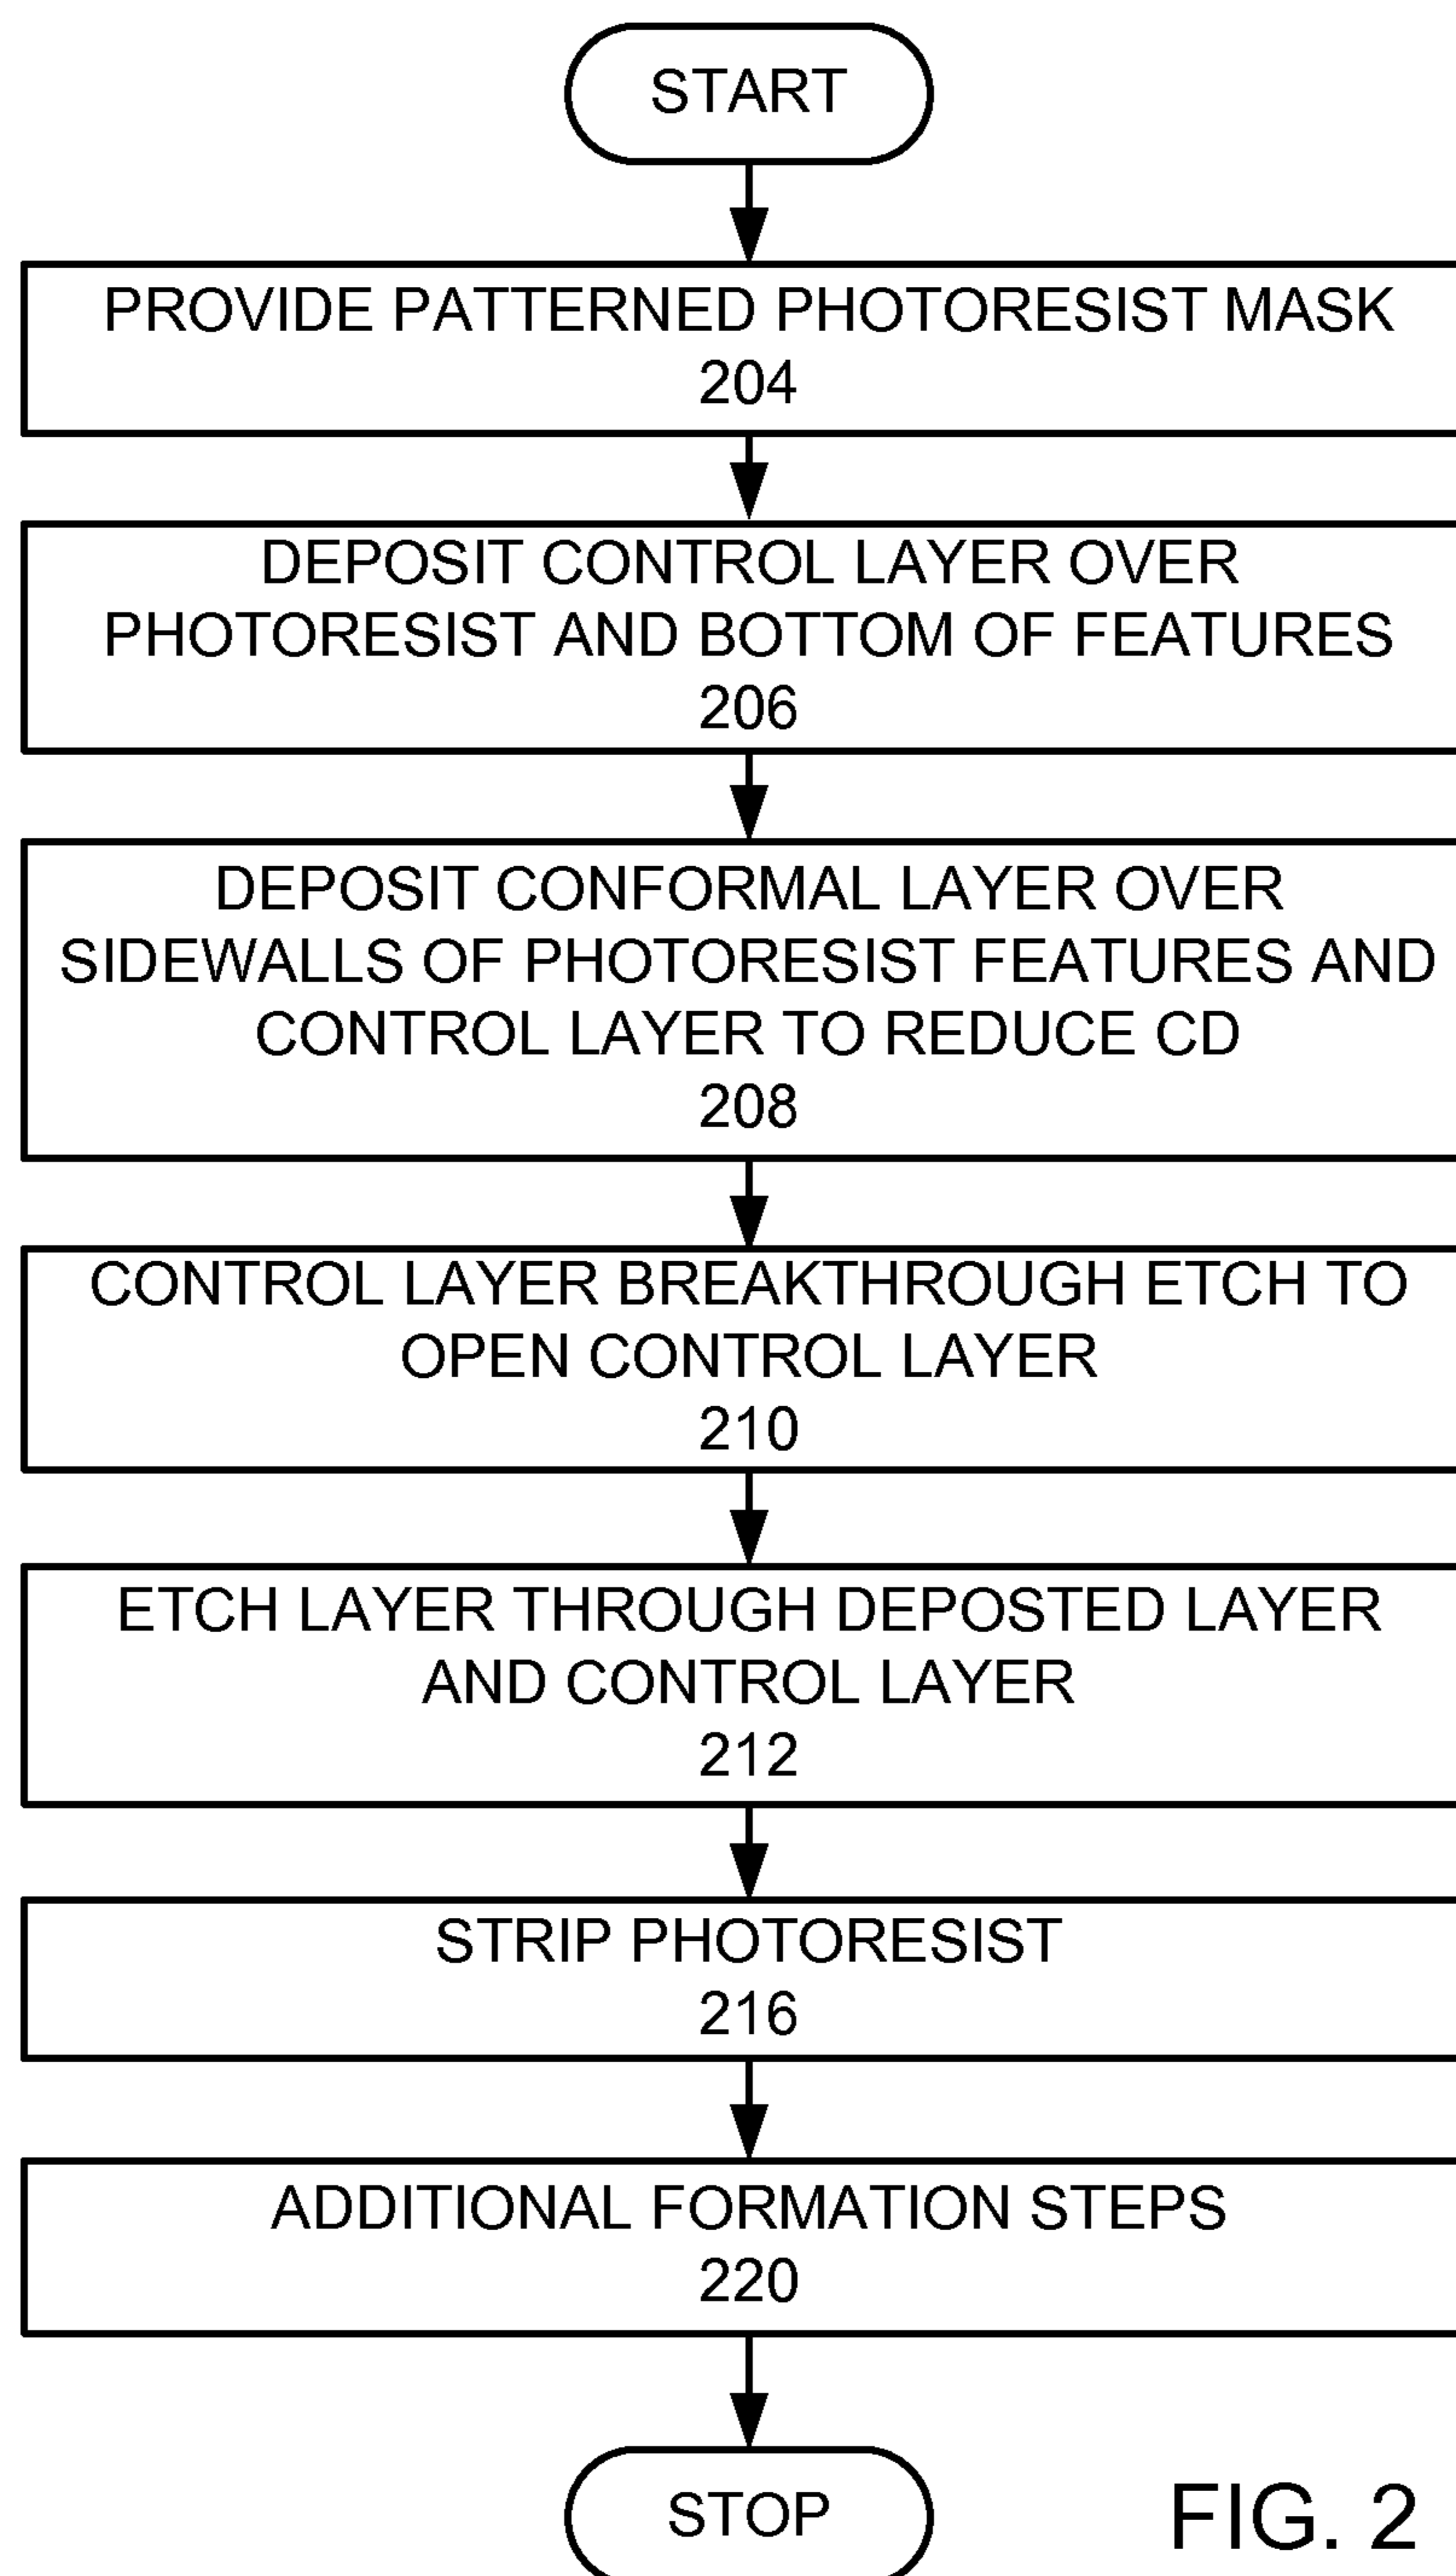 START
PROVIDE PATTERNED PHOTORESIST MASK
204
DEPOSIT CONTROL LAYER OVER
PHOTORESIST AND BOTTOM OF FEATURES
206
DEPOSIT CONFORMAL LAYER OVER
SIDEWALLS OF PHOTORESIST FEATURES AND
CONTROL LAYER TO REDUCE CD
208
CONTROL LAYER BREAKTHROUGH ETCH TO
OPEN CONTROL LAYER
210
ETCH LAYER THROUGH DEPOSTED LAYER
AND CONTROL LAYER
212
STRIP PHOTORESIST
216
ADDITIONAL FORMATION STEPS
220
STOP
FIG. 2